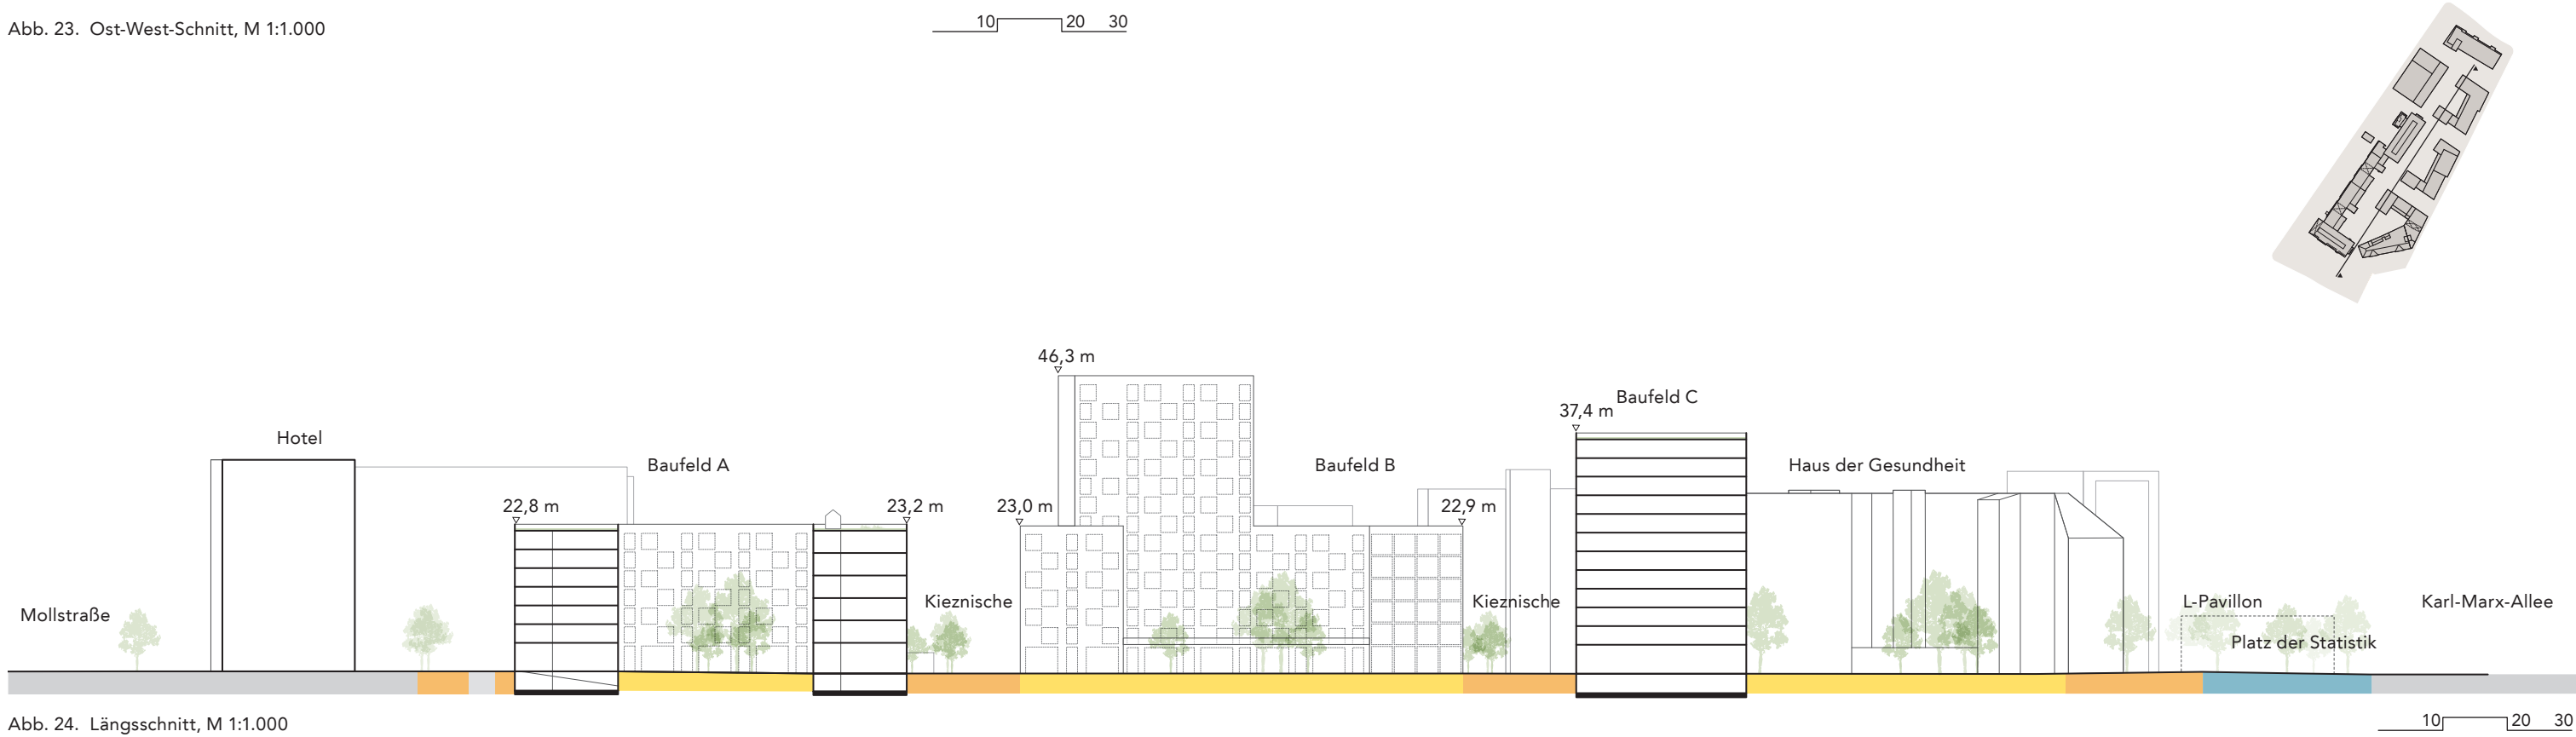 Abb. 23. Ost-West-Schnitt, M 1:1.000
10 20 30
46,3 m
Baufeld C
37,4 m
Hotel
Baufeld A
Baufeld B
Haus der Gesundheit
22,8 m
23,2 m
23,0 m
22,9 m
Mollstraße
Kieznische
Kieznische
L-Pavillon
Karl-Marx-Allee
Platz der Statistik
Abb. 24. Längsschnitt, M 1:1.000
10 20 30